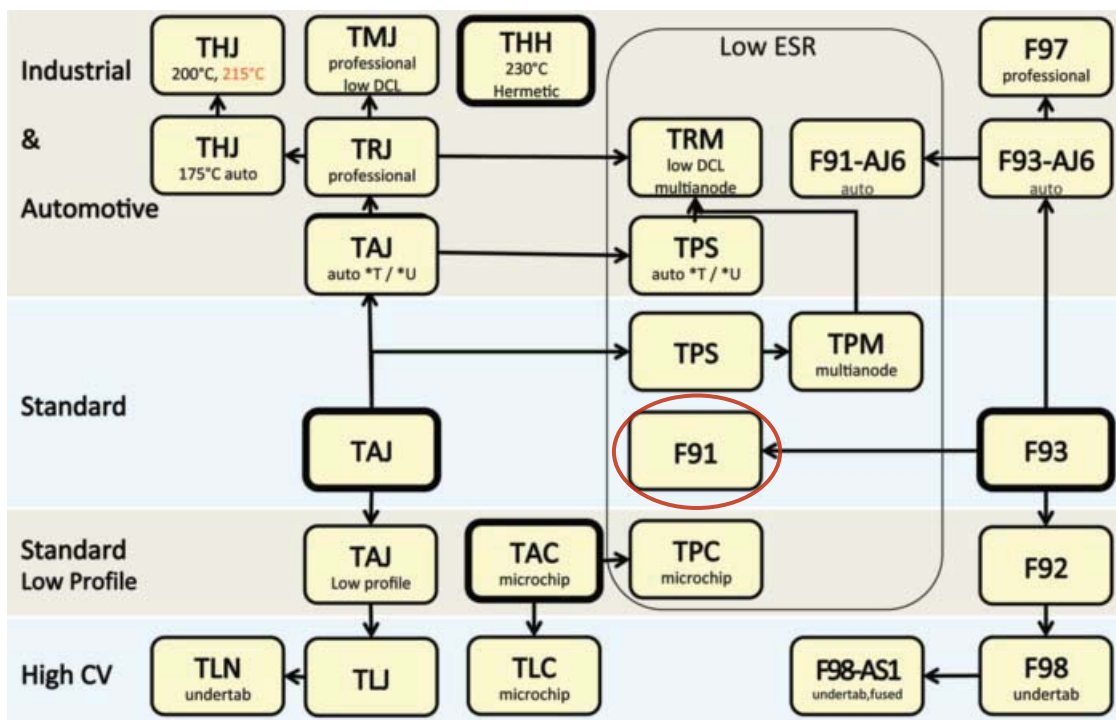 Industrial
&
Automotive
THJ
200°C, 215°C
TMJ
professional
low DCL
THH
230°C
Hermetic
Low ESR
F97
professional
THJ
175°C auto
TRJ
professional
TRM
low DCL
multianode
F91-AJ6
auto
F93-AJ6
auto
TAJ
auto *T / *U
TPS
auto *T / *U
Standard
TPS
TPM
multianode
TAJ
F91
F93
Standard
Low Profile
TAJ
Low profile
TAC
microchip
TPC
microchip
F92
High CV
TLN
undertab
TLJ
TLC
microchip
F98-AS1
undertab,fused
F98
undertab